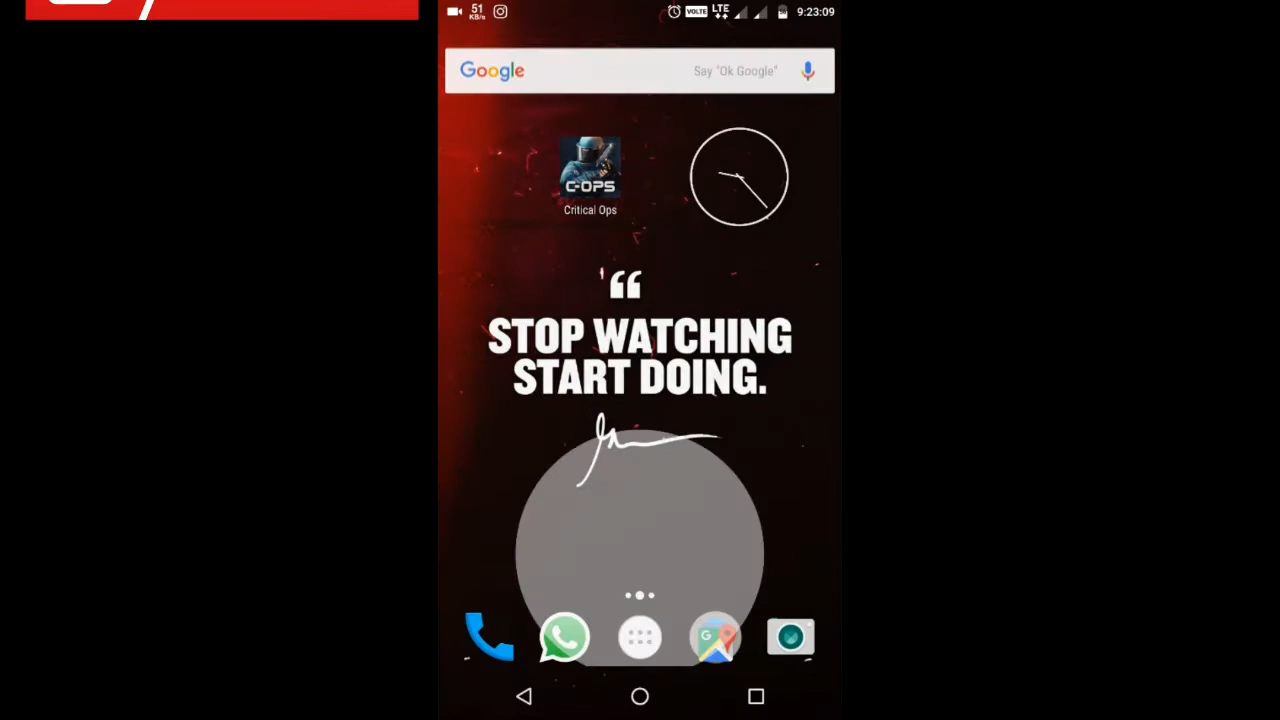 51
KB/s
VOLTE
LTE
9:23:09
Google
Say "Ok Google"
C-OPS
Critical Ops
“
STOP WATCHING
START DOING.
G